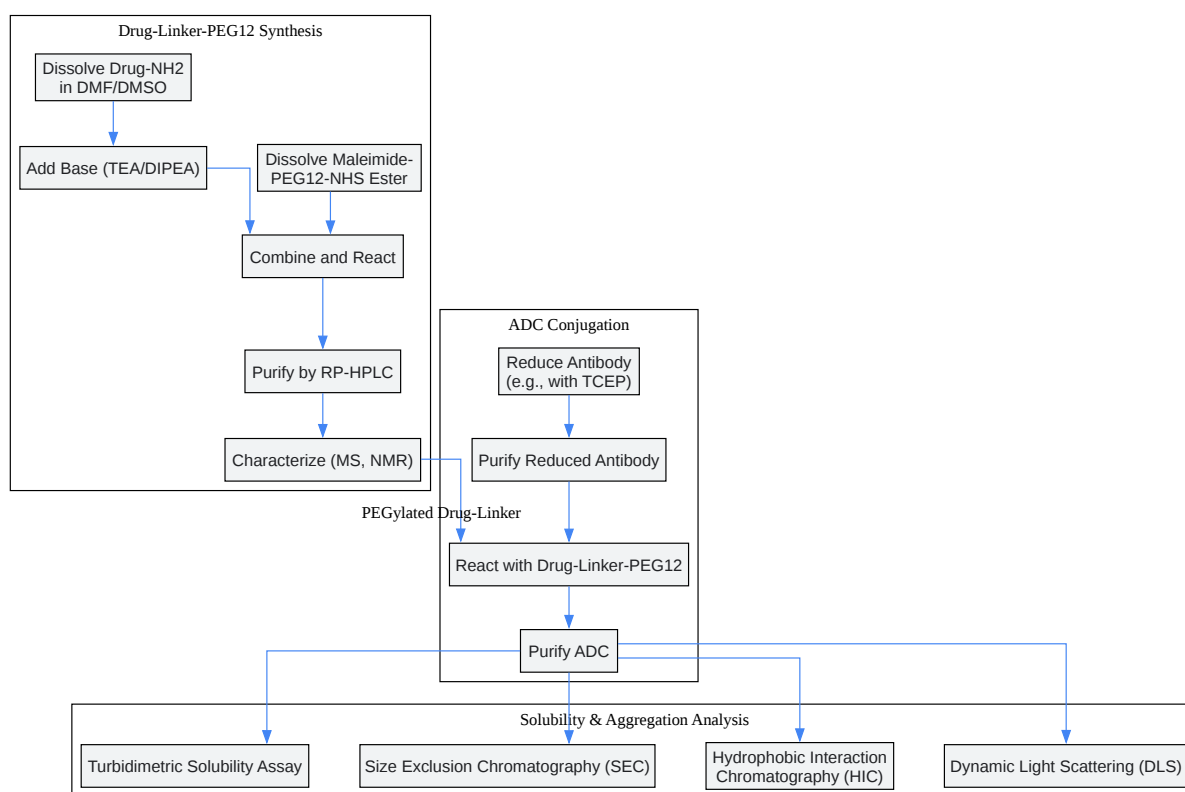 Drug-Linker-PEG12 Synthesis
Dissolve Drug-NH2
in DMF/DMSO
Add Base (TEA/DIPEA)
Dissolve Maleimide-
PEG12-NHS Ester
Combine and React
Purify by RP-HPLC
Characterize (MS, NMR)
PEGylated Drug-Linker
ADC Conjugation
Reduce Antibody
(e.g., with TCEP)
Purify Reduced Antibody
React with Drug-Linker-PEG12
Purify ADC
Solubility & Aggregation Analysis
Turbidimetric Solubility Assay
Size Exclusion Chromatography (SEC)
Hydrophobic Interaction
Chromatography (HIC)
Dynamic Light Scattering (DLS)